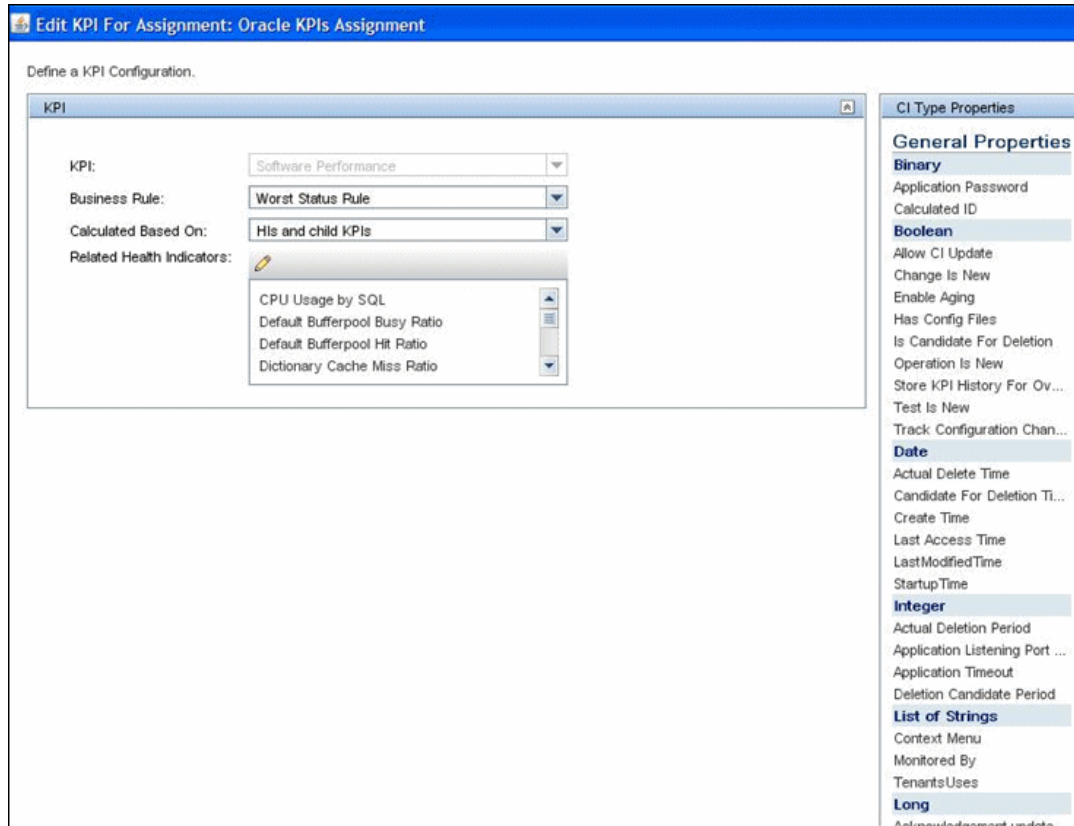 Edit KPI For Assignment: Oracle KPIs Assignment
Define a KPI Configuration.
KPI
KPI:
Software Performance
Business Rule:
Worst Status Rule
Calculated Based On:
HIs and child KPIs
Related Health Indicators:
CPU Usage by SQL
Default Bufferpool Busy Ratio
Default Bufferpool Hit Ratio
Dictionary Cache Miss Ratio
CI Type Properties
General Properties
Binary
Application Password
Calculated ID
Boolean
Allow CI Update
Change Is New
Enable Aging
Has Config Files
Is Candidate For Deletion
Operation Is New
Store KPI History For Ov...
Test Is New
Track Configuration Chan...
Date
Actual Delete Time
Candidate For Deletion Ti...
Create Time
Last Access Time
LastModifiedTime
StartupTime
Integer
Actual Deletion Period
Application Listening Port ...
Application Timeout
Deletion Candidate Period
List of Strings
Context Menu
Monitored By
TenantsUses
Long